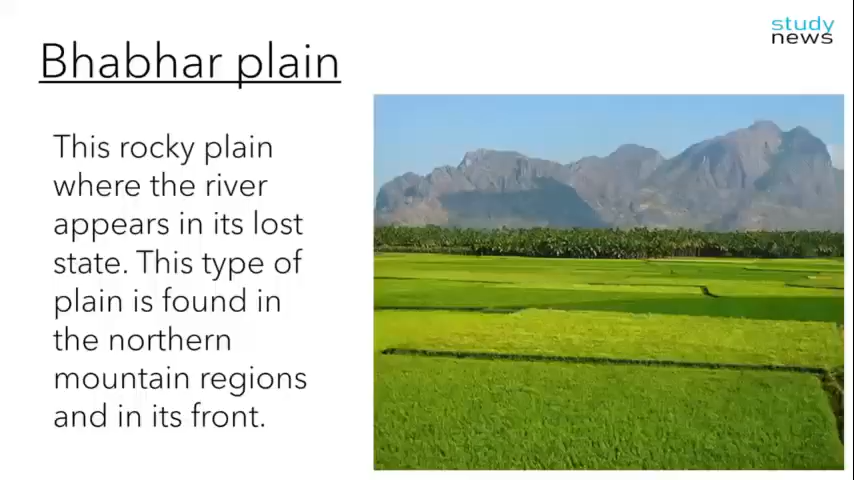 study
news
Bhabhar plain
This rocky plain
where the river
appears in its lost
state. This type of
plain is found in
the northern
mountain regions
and in its front.